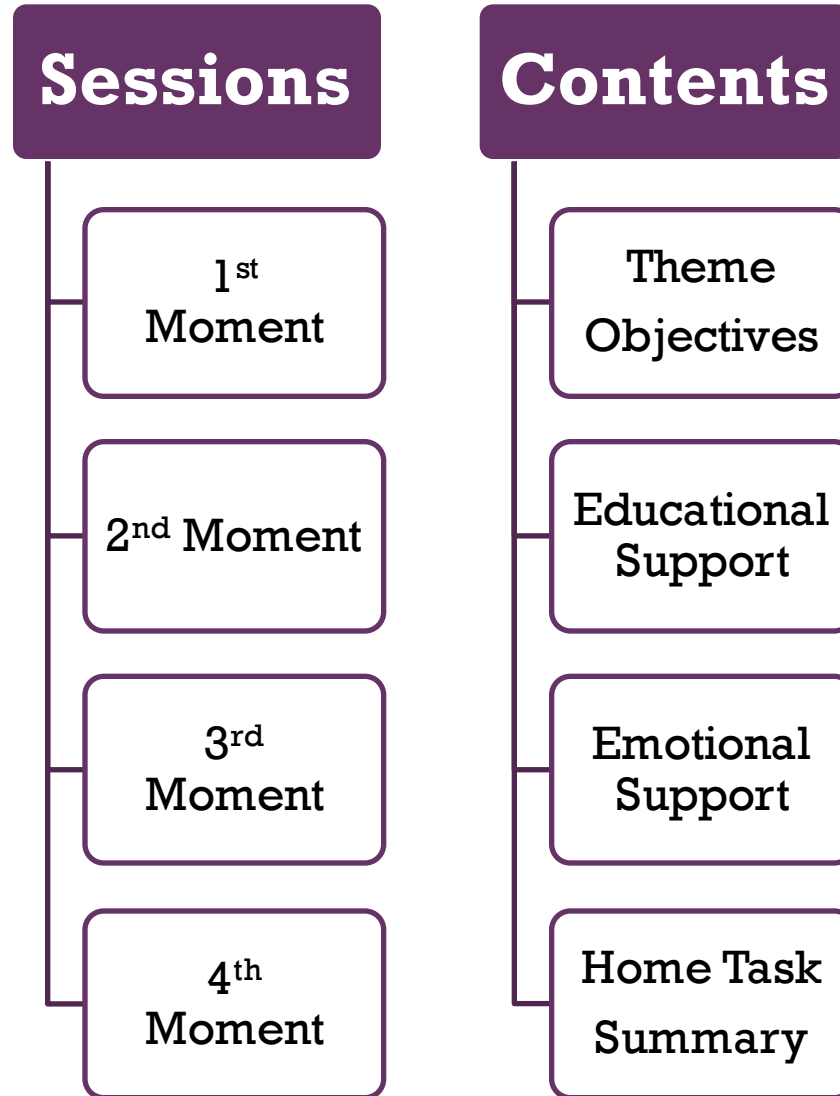 Sessions
1st
Moment
2nd Moment
3rd
Moment
4th
Moment
Contents
Theme
Objectives
Educational
Support
Emotional
Support
Home Task
Summary